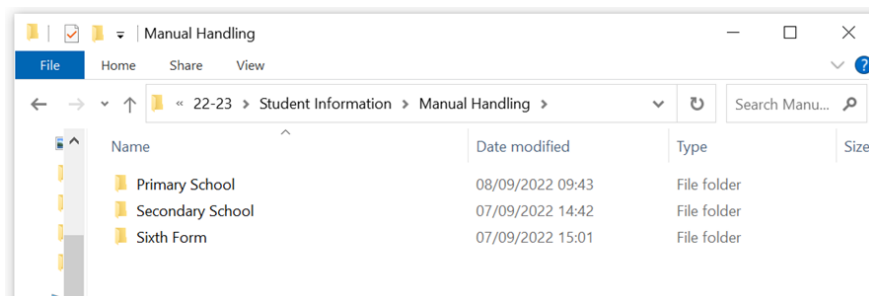 Manual Handling
File Home Share View
« 22-23 > Student Information > Manual Handling > Search Manu...
Name Date modified Type Size
Primary School 08/09/2022 09:43 File folder
Secondary School 07/09/2022 14:42 File folder
Sixth Form 07/09/2022 15:01 File folder